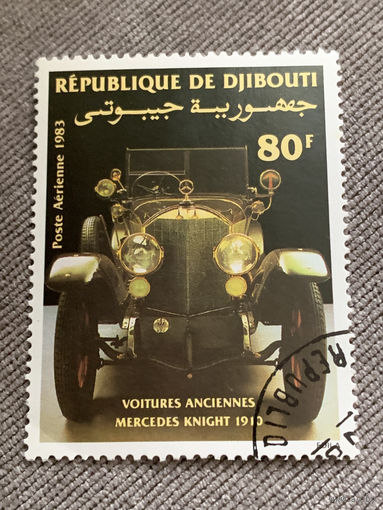 RÉPUBLIQUE DE DJIBOUTI
جمهورية جيبوتي
80F
Poste Aérienne 1983
VOITURES ANCIENNES
MERCEDES KNIGHT 1910
REPUBLIQ